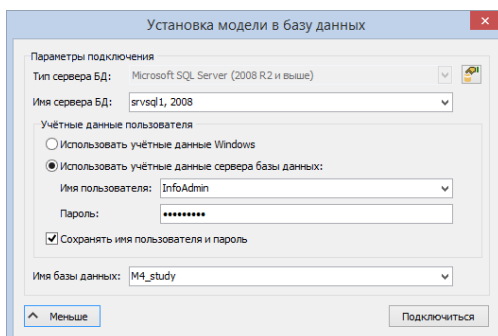 Установка модели в базу данных
Параметры подключения
Тип сервера БД: Microsoft SQL Server (2008 R2 и выше)
Имя сервера БД: srvsql1, 2008
Учётные данные пользователя
Использовать учётные данные Windows
Использовать учётные данные сервера базы данных:
Имя пользователя: InfoAdmin
Пароль: •••••••••
Сохранять имя пользователя и пароль
Имя базы данных: M4_study
Меньше Подключиться